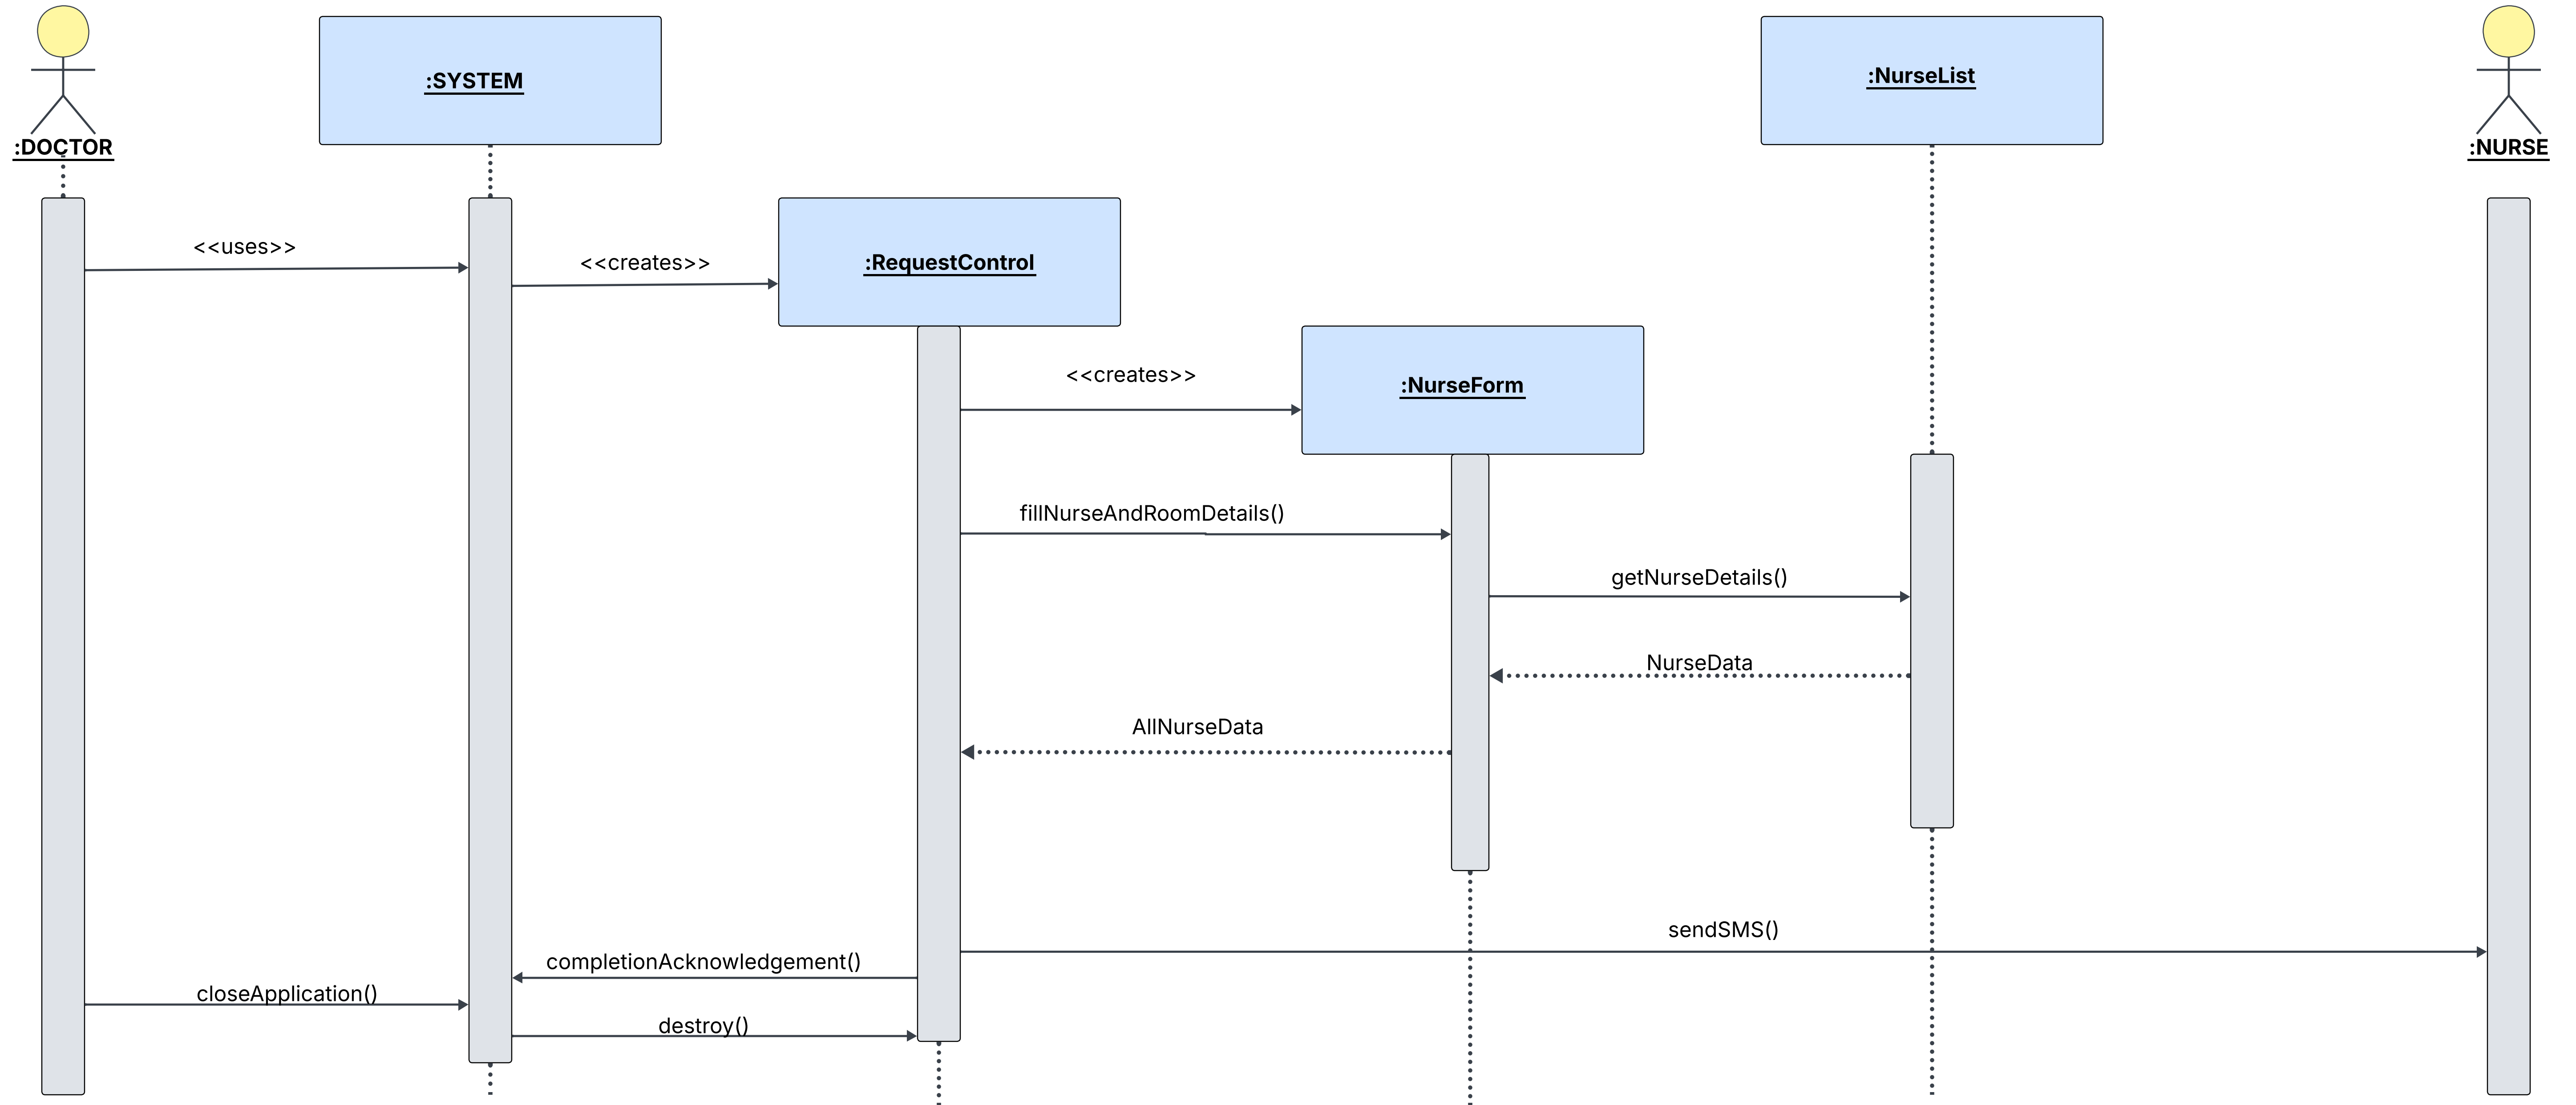 :DOCTOR
:SYSTEM
:NurseList
:NURSE
<<uses>>
<<creates>>
:RequestControl
<<creates>>
:NurseForm
fillNurseAndRoomDetails()
getNurseDetails()
NurseData
AllNurseData
sendSMS()
completionAcknowledgement()
closeApplication()
destroy()